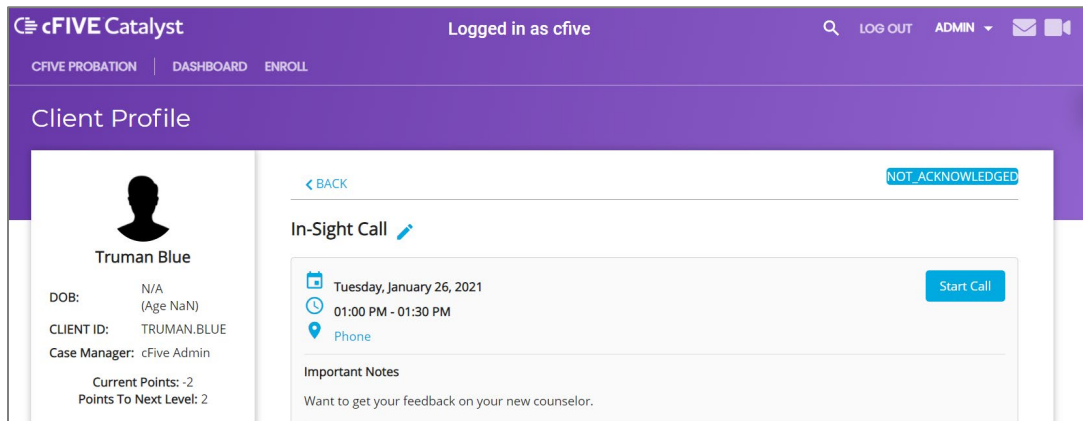 cFIVE Catalyst
Logged in as cfive
LOG OUT ADMIN
CFIVE PROBATION | DASHBOARD ENROLL
Client Profile
Truman Blue
DOB: N/A
(Age NaN)
CLIENT ID: TRUMAN.BLUE
Case Manager: cFive Admin
Current Points: -2
Points To Next Level: 2
BACK
NOT_ACKNOWLEDGED
In-Sight Call
Tuesday, January 26, 2021
Start Call
01:00 PM - 01:30 PM
Phone
Important Notes
Want to get your feedback on your new counselor.